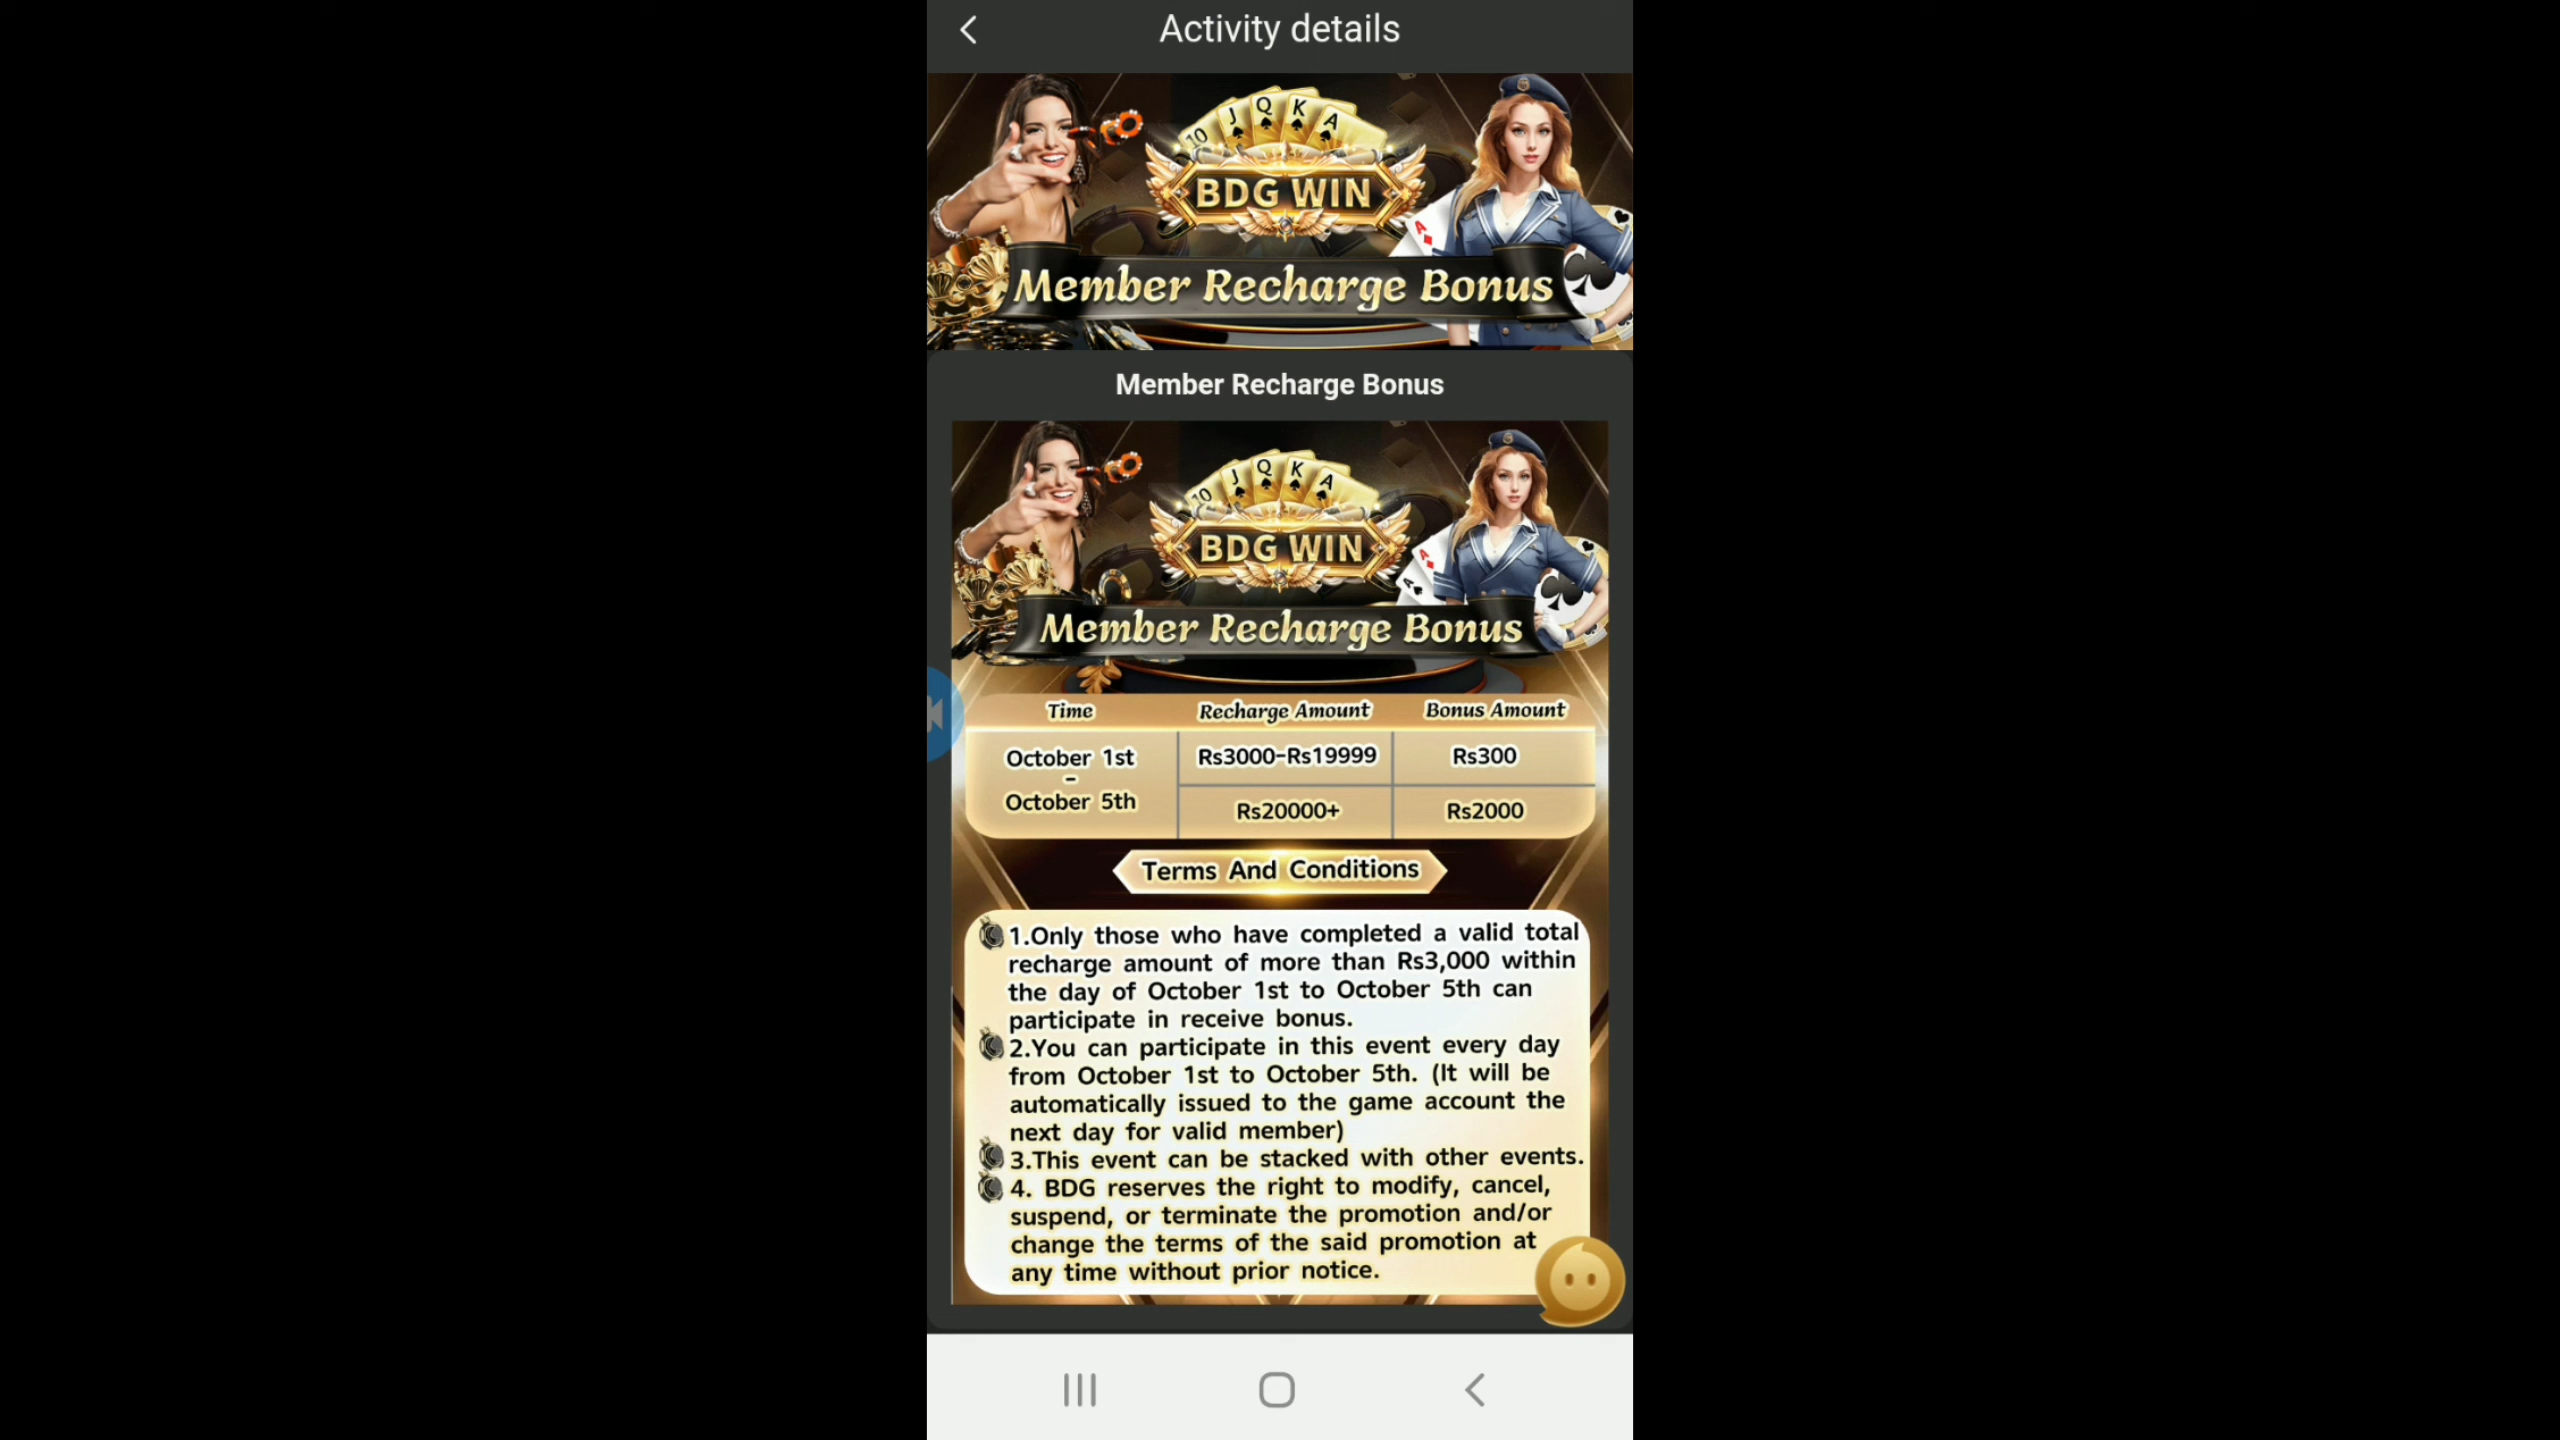 Activity details
10 J Q K A
BDG WIN
A
Member Recharge Bonus
Member Recharge Bonus
10 J Q K A
BDG WIN
A
A
Member Recharge Bonus
Time Recharge Amount Bonus Amount
October 1st
-
October 5th
Rs3000-Rs19999 Rs300
Rs20000+ Rs2000
Terms And Conditions
1.Only those who have completed a valid total
recharge amount of more than Rs3,000 within
the day of October 1st to October 5th can
participate in receive bonus.
2.You can participate in this event every day
from October 1st to October 5th. (It will be
automatically issued to the game account the
next day for valid member)
3.This event can be stacked with other events.
4. BDG reserves the right to modify, cancel,
suspend, or terminate the promotion and/or
change the terms of the said promotion at
any time without prior notice.